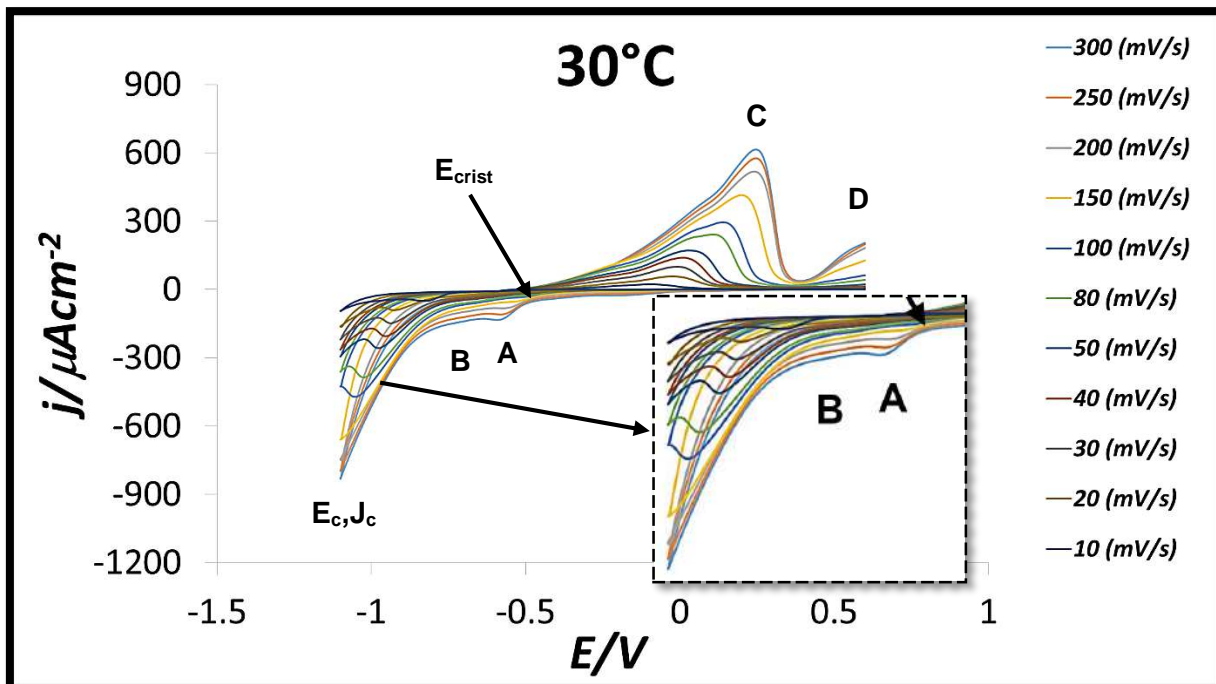 30°C
900
600
300
0
-300
-600
-900
-1200
-1.5
-1
-0.5
0
0.5
1
j/μAcm-2
E/V
Ecrist
C
D
B
A
Ec,Jc
B
A
300 (mV/s)
250 (mV/s)
200 (mV/s)
150 (mV/s)
100 (mV/s)
80 (mV/s)
50 (mV/s)
40 (mV/s)
30 (mV/s)
20 (mV/s)
10 (mV/s)